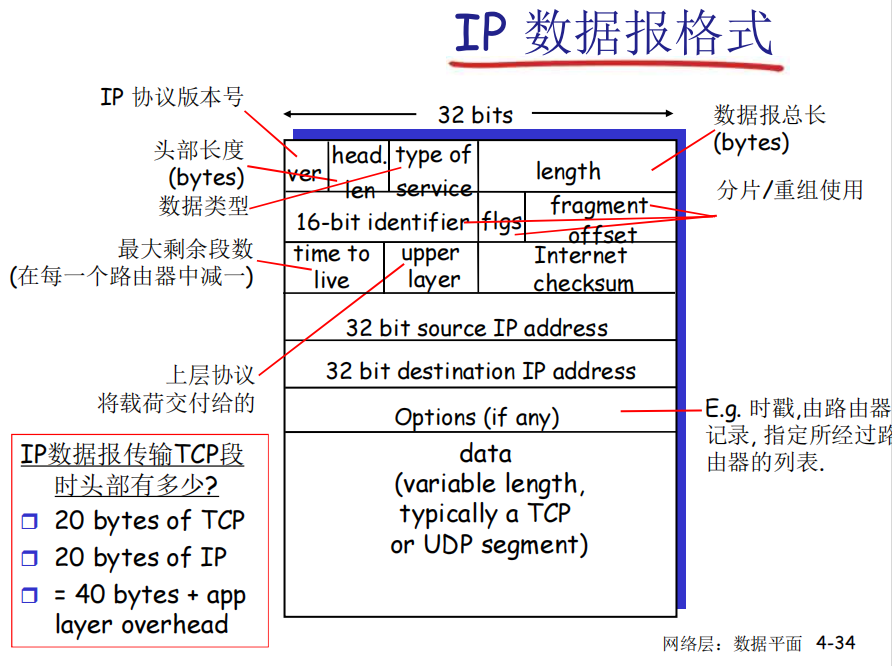 IP 数据报格式
IP 协议版本号
32 bits
数据报总长
(bytes)
头部长度
(bytes)
数据类型
ver
head.
len
type of
service
length
分片/重组使用
16-bit identifier
flgs
fragment
offset
最大剩余段数
(在每一个路由器中减一)
time to
live
upper
layer
Internet
checksum
32 bit source IP address
上层协议
将载荷交付给的
32 bit destination IP address
Options (if any)
E.g. 时戳,由路由器
记录, 指定所经过路
由器的列表.
data
(variable length,
typically a TCP
or UDP segment)
IP数据报传输TCP段
时头部有多少?
20 bytes of TCP
20 bytes of IP
= 40 bytes + app
layer overhead
网络层：数据平面 4-34